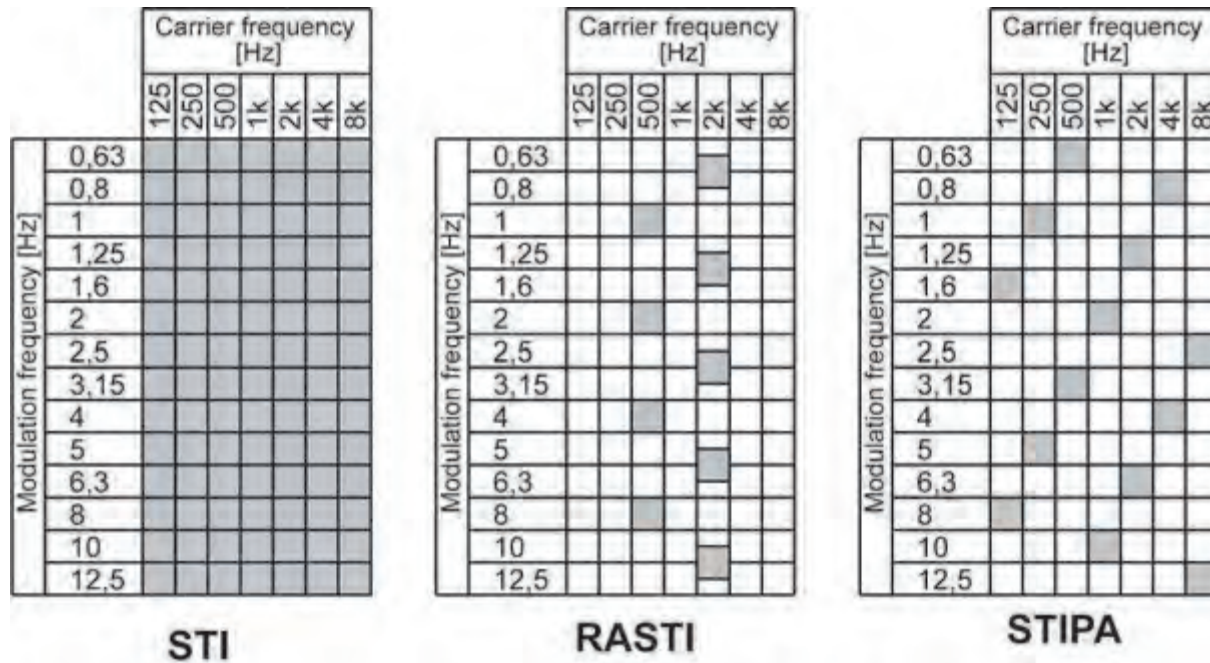 Carrier frequency
[Hz]
125 250 500 1k 2k 4k 8k
Modulation frequency [Hz]
0,63
0,8
1
1,25
1,6
2
2,5
3,15
4
5
6,3
8
10
12,5
STI
Carrier frequency
[Hz]
125 250 500 1k 2k 4k 8k
Modulation frequency [Hz]
0,63
0,8
1
1,25
1,6
2
2,5
3,15
4
5
6,3
8
10
12,5
RASTI
Carrier frequency
[Hz]
125 250 500 1k 2k 4k 8k
Modulation frequency [Hz]
0,63
0,8
1
1,25
1,6
2
2,5
3,15
4
5
6,3
8
10
12,5
STIPA